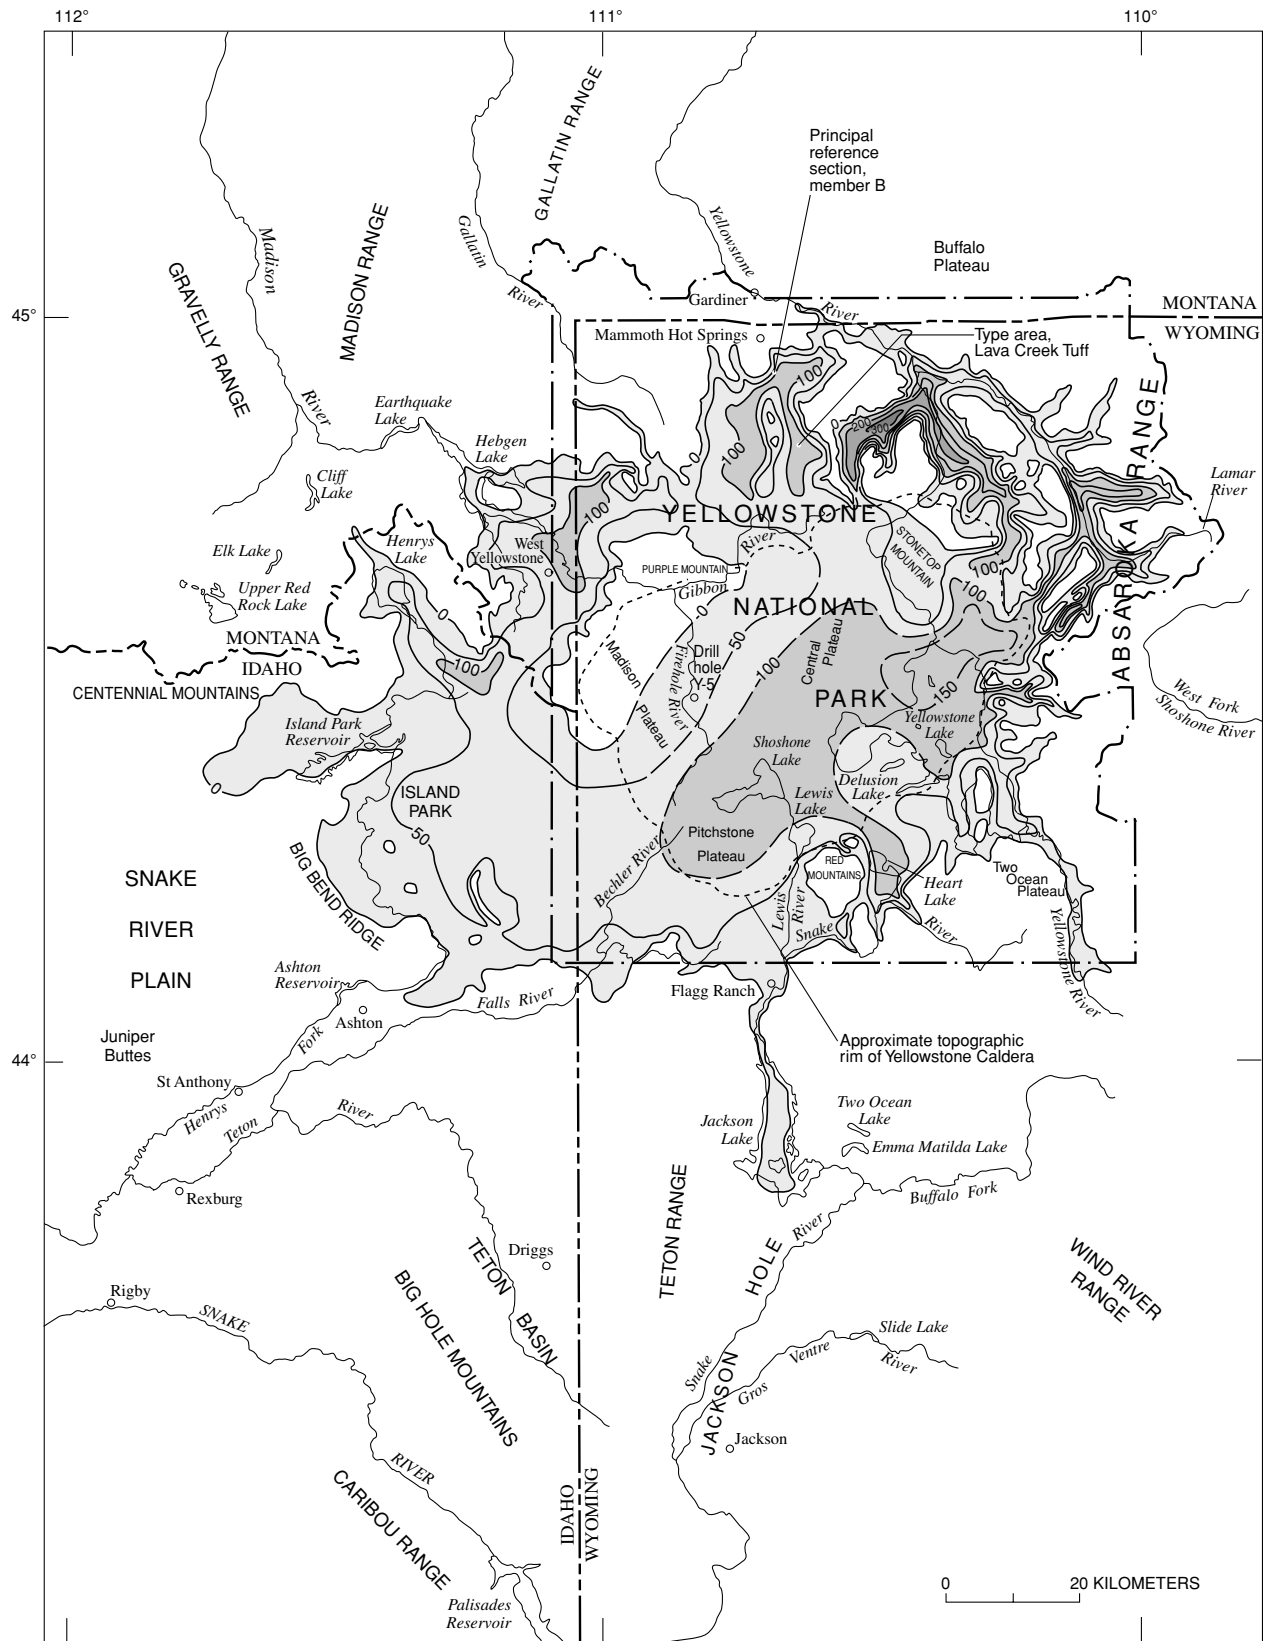 112°
111°
110°
GALLATIN RANGE
Principal
reference
section,
member B
Madison
MADISON RANGE
Gallatin
Yellowstone
Buffalo
Plateau
GRAVELLY RANGE
River
Gardiner
River
MONTANA
WYOMING
45°
Mammoth Hot Springs
Type area,
Lava Creek Tuff
100
River
Earthquake
Lake
0
200
300
ABSAROKA RANGE
Hebgen
Lake
100
0
Cliff
Lake
Lamar
River
100
YELLOWSTONE
Henrys
Lake
West
Yellowstone
River
STONETOP
MOUNTAIN
Elk Lake
PURPLE MOUNTAIN
100
Upper Red
Rock Lake
Gibbon
100
0
NATIONAL
0
MONTANA
IDAHO
50
Central
Plateau
Drill
hole
Y-5
Madison
Plateau
Firehole River
100
100
CENTENNIAL MOUNTAINS
150
PARK
West Fork
Shoshone River
Island Park
Reservoir
Yellowstone
Lake
Shoshone
Lake
0
Delusion
Lake
ISLAND
PARK
Lewis
Lake
50
Pitchstone
Plateau
BIG BEND RIDGE
Bechler River
RED
MOUNTAINS
Two
Ocean
Plateau
SNAKE
RIVER
PLAIN
Heart
Lake
Lewis
River
Snake
River
Yellowstone River
Ashton
Reservoir
Flagg Ranch
Falls River
Ashton
Fork
Juniper
Buttes
Approximate topographic
rim of Yellowstone Caldera
44°
St Anthony
Henrys
Teton
River
Two Ocean
Lake
Jackson
Lake
Emma Matilda Lake
Rexburg
Buffalo Fork
TETON RANGE
River
Driggs
TETON
BASIN
HOLE
WIND RIVER
RANGE
Rigby
SNAKE
BIG HOLE MOUNTAINS
Slide Lake
Ventre
River
Snake
Gros
JACKSON
Jackson
RIVER
CARIBOU RANGE
IDAHO
WYOMING
0
20 KILOMETERS
Palisades
Reservoir